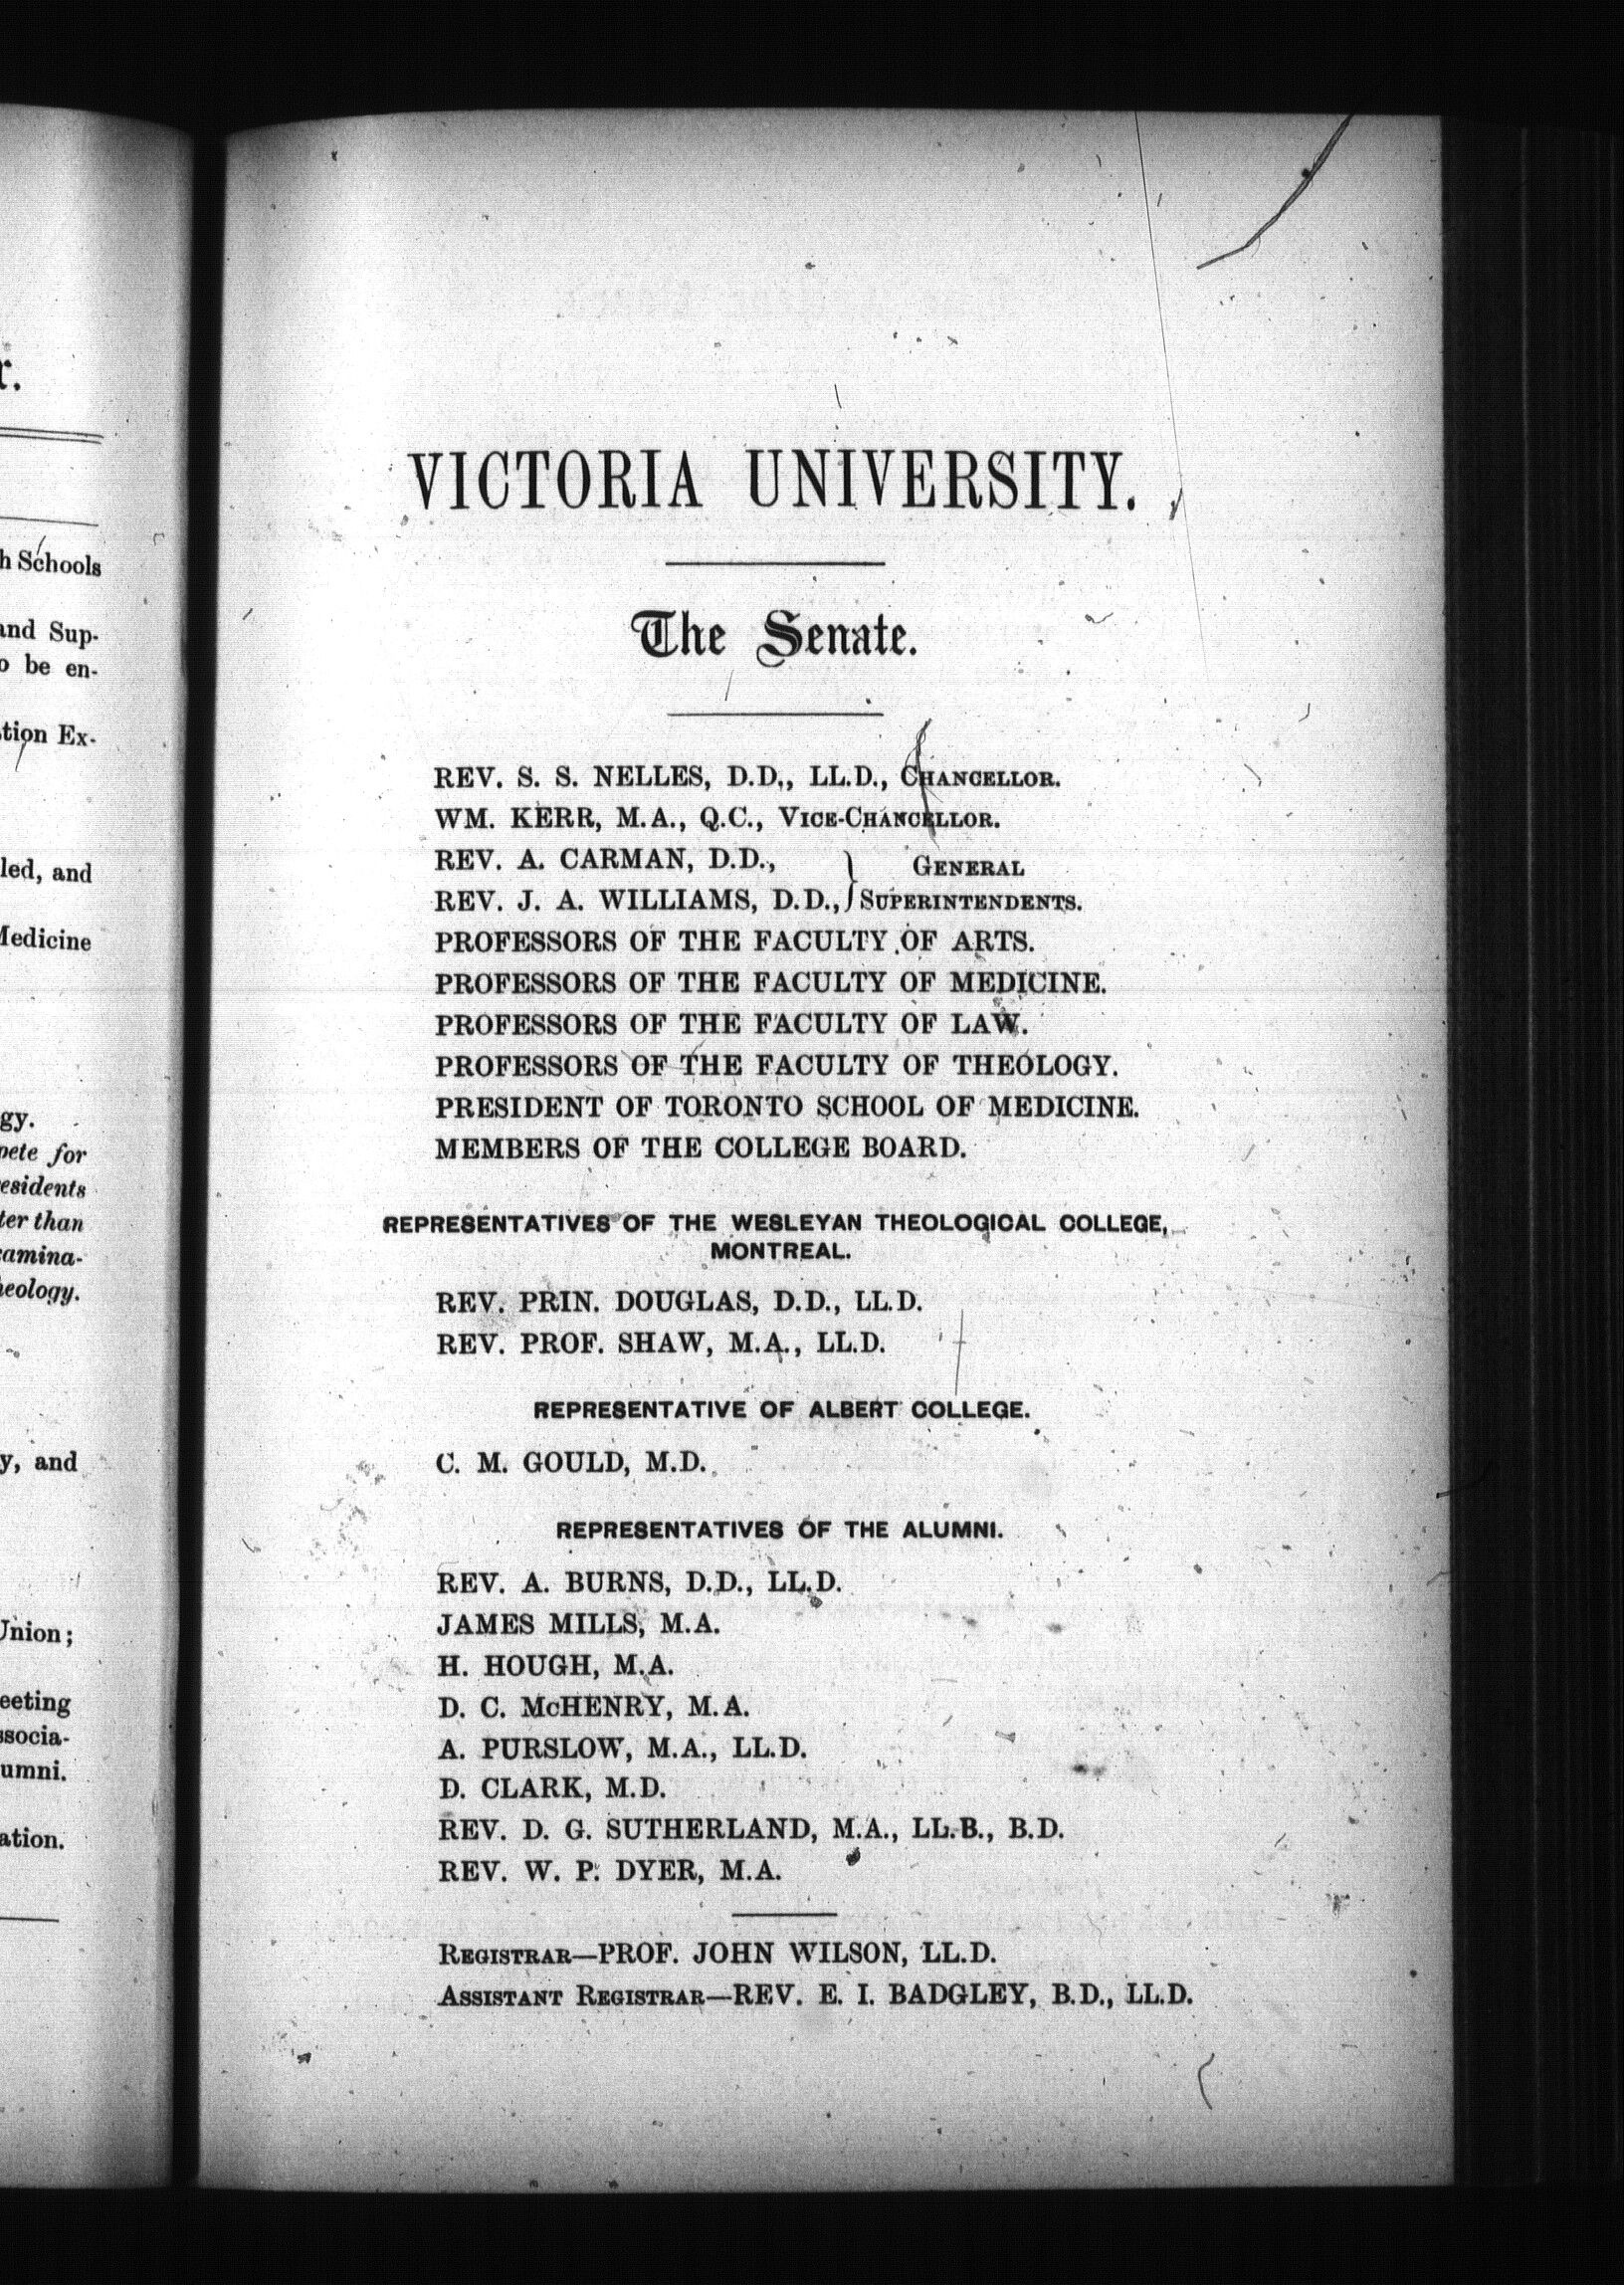 r.
h Schools
and Sup-
o be en-
tion Ex-
led, and
Medicine
gy.
pete for
esidents
ter than
xamina-
heology.
y, and
Union;
eeting
ssocia-
umni.
ation.
VICTORIA UNIVERSITY.
The Senate.
REV. S. S. NELLES, D.D., LL.D., CHANCELLOR.
WM. KERR, M.A., Q.C., VICE-CHANCELLOR.
REV. A. CARMAN, D.D., } GENERAL
REV. J. A. WILLIAMS, D.D., } SUPERINTENDENTS.
PROFESSORS OF THE FACULTY OF ARTS.
PROFESSORS OF THE FACULTY OF MEDICINE.
PROFESSORS OF THE FACULTY OF LAW.
PROFESSORS OF THE FACULTY OF THEOLOGY.
PRESIDENT OF TORONTO SCHOOL OF MEDICINE.
MEMBERS OF THE COLLEGE BOARD.
REPRESENTATIVES OF THE WESLEYAN THEOLOGICAL COLLEGE,
MONTREAL.
REV. PRIN. DOUGLAS, D.D., LL.D.
REV. PROF. SHAW, M.A., LL.D.
REPRESENTATIVE OF ALBERT COLLEGE.
C. M. GOULD, M.D.
REPRESENTATIVES OF THE ALUMNI.
REV. A. BURNS, D.D., LL.D.
JAMES MILLS, M.A.
H. HOUGH, M.A.
D. C. McHENRY, M.A.
A. PURSLOW, M.A., LL.D.
D. CLARK, M.D.
REV. D. G. SUTHERLAND, M.A., LL.B., B.D.
REV. W. P. DYER, M.A.
REGISTRAR—PROF. JOHN WILSON, LL.D.
ASSISTANT REGISTRAR—REV. E. I. BADGLEY, B.D., LL.D.